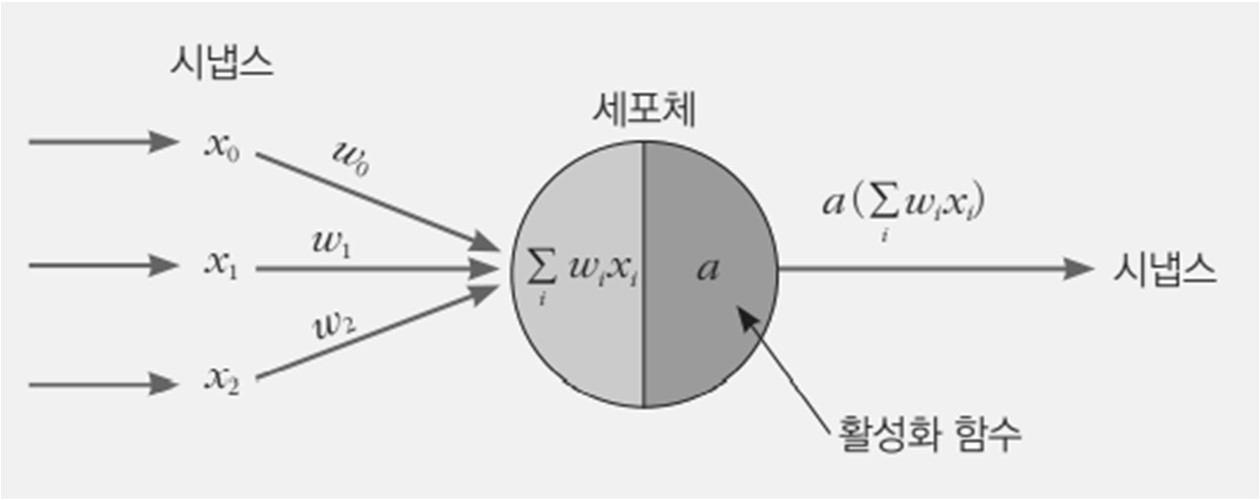 시냅스
세포체
x₀
w₀
a(∑ᵢ wᵢxᵢ)
w₁
x₁
∑ᵢ wᵢxᵢ
a
시냅스
w₂
x₂
활성화 함수